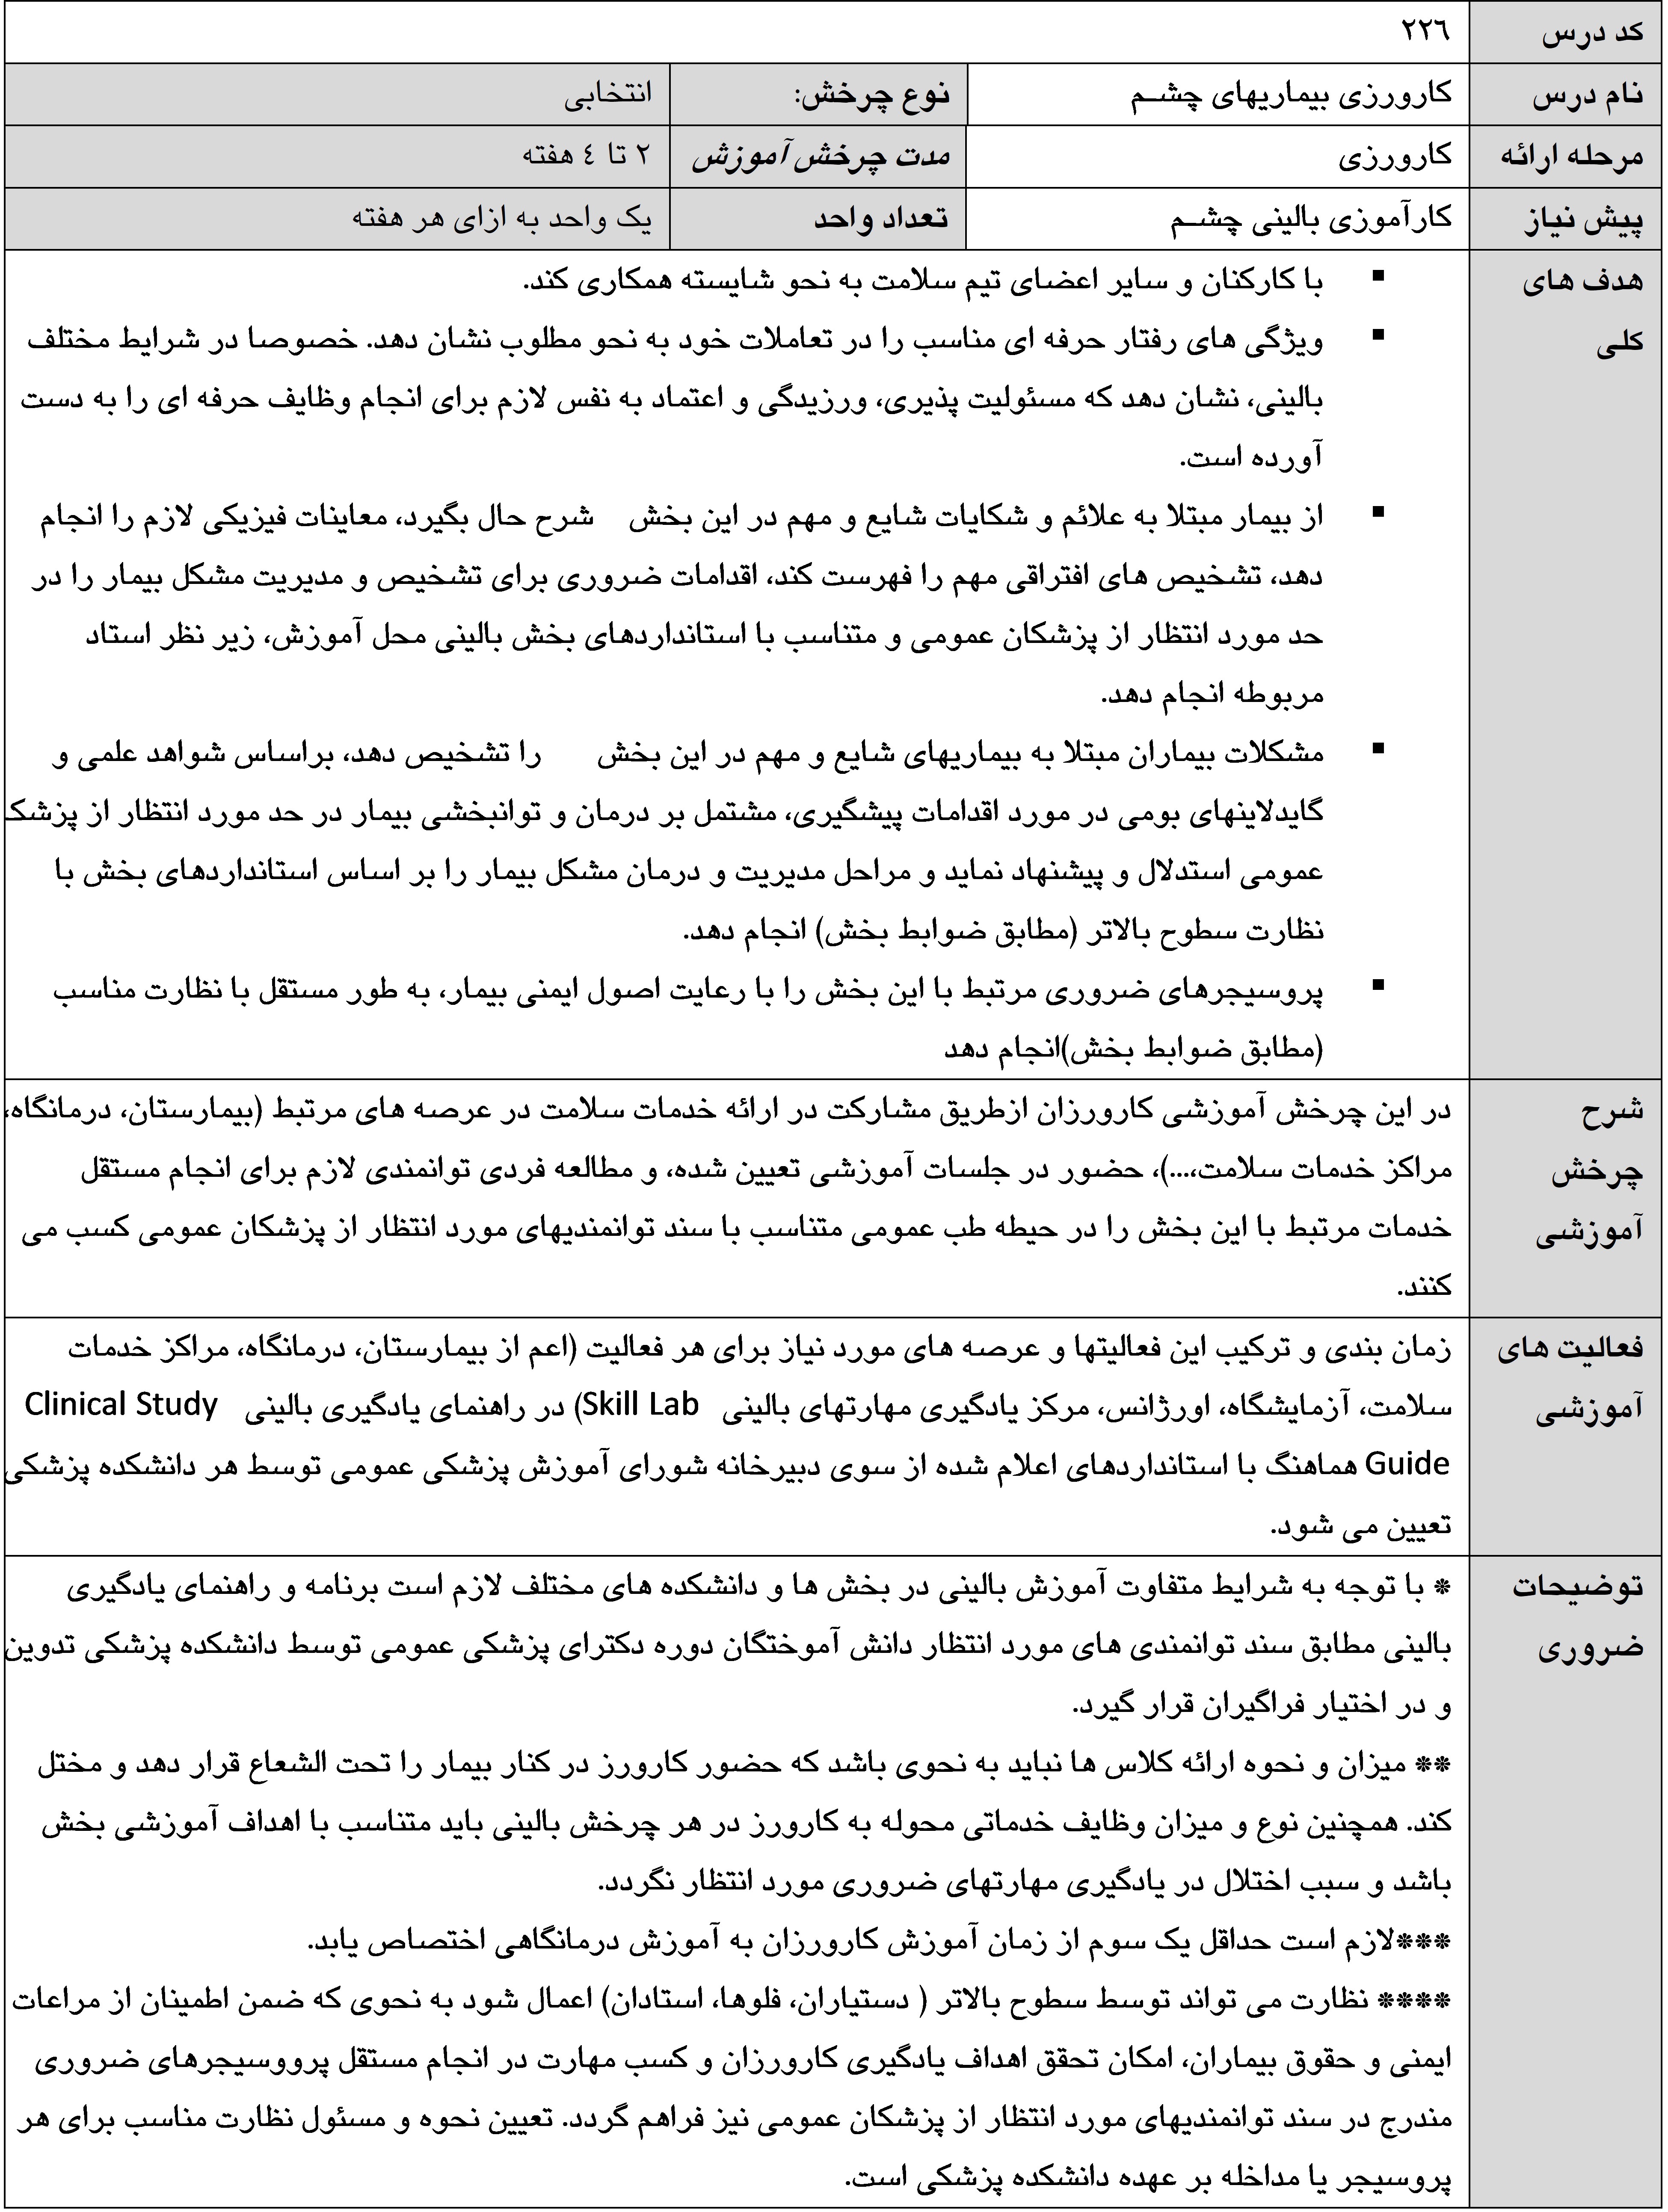 کد درس ۲۲٦
نام درس کارورزی بیماریهای چشم نوع چرخش: انتخابی
مرحله ارائه کارورزی مدت چرخش آموزش ۲ تا ٤ هفته
پیش نیاز کارآموزی بالینی چشم تعداد واحد یک واحد به ازای هر هفته
هدف های
کلی
▪ با کارکنان و سایر اعضای تیم سلامت به نحو شایسته همکاری کند.
▪ ویژگی های رفتار حرفه ای مناسب را در تعاملات خود به نحو مطلوب نشان دهد. خصوصا در شرایط مختلف
بالینی، نشان دهد که مسئولیت پذیری، ورزیدگی و اعتماد به نفس لازم برای انجام وظایف حرفه ای را به دست
آورده است.
▪ از بیمار مبتلا به علائم و شکایات شایع و مهم در این بخش شرح حال بگیرد، معاینات فیزیکی لازم را انجام
دهد، تشخیص های افتراقی مهم را فهرست کند، اقدامات ضروری برای تشخیص و مدیریت مشکل بیمار را در
حد مورد انتظار از پزشکان عمومی و متناسب با استانداردهای بخش بالینی محل آموزش، زیر نظر استاد
مربوطه انجام دهد.
▪ مشکلات بیماران مبتلا به بیماریهای شایع و مهم در این بخش را تشخیص دهد، براساس شواهد علمی و
گایدلاینهای بومی در مورد اقدامات پیشگیری، مشتمل بر درمان و توانبخشی بیمار در حد مورد انتظار از پزشک
عمومی استدلال و پیشنهاد نماید و مراحل مدیریت و درمان مشکل بیمار را بر اساس استانداردهای بخش با
نظارت سطوح بالاتر (مطابق ضوابط بخش) انجام دهد.
▪ پروسیجرهای ضروری مرتبط با این بخش را با رعایت اصول ایمنی بیمار، به طور مستقل با نظارت مناسب
(مطابق ضوابط بخش)انجام دهد
شرح
چرخش
آموزشی
در این چرخش آموزشی کارورزان ازطریق مشارکت در ارائه خدمات سلامت در عرصه های مرتبط (بیمارستان، درمانگاه،
مراکز خدمات سلامت،...)، حضور در جلسات آموزشی تعیین شده، و مطالعه فردی توانمندی لازم برای انجام مستقل
خدمات مرتبط با این بخش را در حیطه طب عمومی متناسب با سند توانمندیهای مورد انتظار از پزشکان عمومی کسب می
کنند.
فعالیت های
آموزشی
زمان بندی و ترکیب این فعالیتها و عرصه های مورد نیاز برای هر فعالیت (اعم از بیمارستان، درمانگاه، مراکز خدمات
سلامت، آزمایشگاه، اورژانس، مرکز یادگیری مهارتهای بالینی Skill Lab) در راهنمای یادگیری بالینی Clinical Study
Guide هماهنگ با استانداردهای اعلام شده از سوی دبیرخانه شورای آموزش پزشکی عمومی توسط هر دانشکده پزشکی
تعیین می شود.
توضیحات
ضروری
* با توجه به شرایط متفاوت آموزش بالینی در بخش ها و دانشکده های مختلف لازم است برنامه و راهنمای یادگیری
بالینی مطابق سند توانمندی های مورد انتظار دانش آموختگان دوره دکترای پزشکی عمومی توسط دانشکده پزشکی تدوین
و در اختیار فراگیران قرار گیرد.
** میزان و نحوه ارائه کلاس ها نباید به نحوی باشد که حضور کارورز در کنار بیمار را تحت الشعاع قرار دهد و مختل
کند. همچنین نوع و میزان وظایف خدماتی محوله به کارورز در هر چرخش بالینی باید متناسب با اهداف آموزشی بخش
باشد و سبب اختلال در یادگیری مهارتهای ضروری مورد انتظار نگردد.
***لازم است حداقل یک سوم از زمان آموزش کارورزان به آموزش درمانگاهی اختصاص یابد.
**** نظارت می تواند توسط سطوح بالاتر ( دستیاران، فلوها، استادان) اعمال شود به نحوی که ضمن اطمینان از مراعات
ایمنی و حقوق بیماران، امکان تحقق اهداف یادگیری کارورزان و کسب مهارت در انجام مستقل پرووسیجرهای ضروری
مندرج در سند توانمندیهای مورد انتظار از پزشکان عمومی نیز فراهم گردد. تعیین نحوه و مسئول نظارت مناسب برای هر
پروسیجر یا مداخله بر عهده دانشکده پزشکی است.